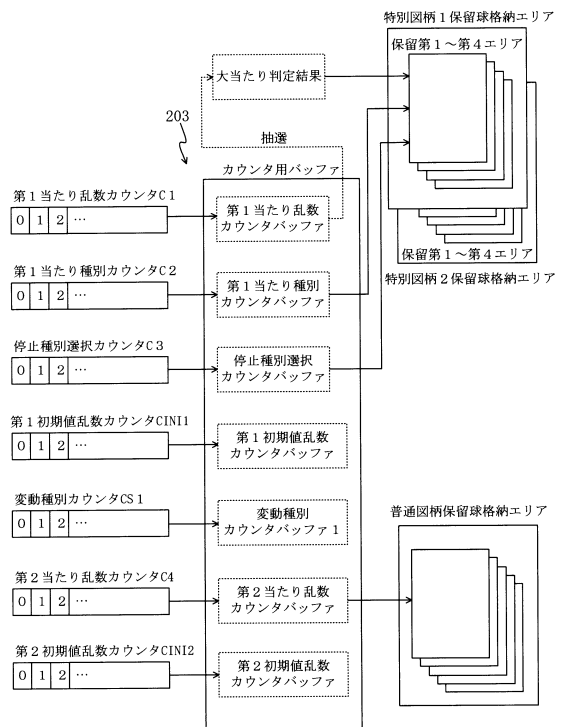 特別図柄1保留球格納エリア
保留第1～第4エリア
大当たり判定結果
203
抽選
カウンタ用バッファ
第1当たり乱数カウンタC1
0 1 2 …
第1当たり乱数
カウンタバッファ
保留第1～第4エリア
特別図柄2保留球格納エリア
第1当たり種別カウンタC2
0 1 2 …
第1当たり種別
カウンタバッファ
停止種別選択カウンタC3
0 1 2 …
停止種別選択
カウンタバッファ
第1初期値乱数カウンタCINI1
0 1 2 …
第1初期値乱数
カウンタバッファ
変動種別カウンタCS1
0 1 2 …
変動種別
カウンタバッファ1
普通図柄保留球格納エリア
第2当たり乱数カウンタC4
0 1 2 …
第2当たり乱数
カウンタバッファ
第2初期値乱数カウンタCINI2
0 1 2 …
第2初期値乱数
カウンタバッファ